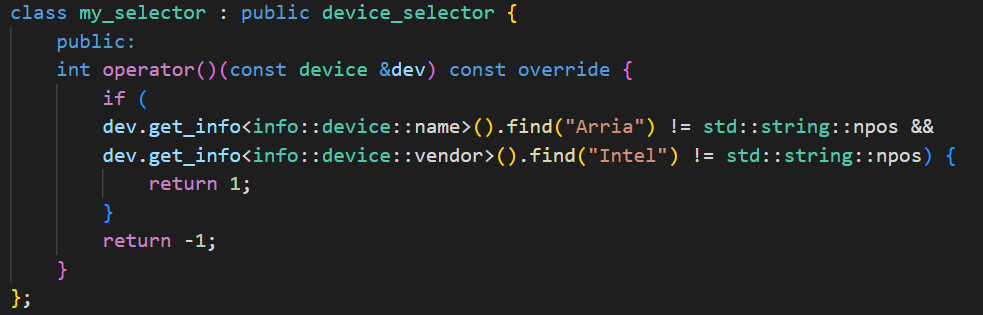 class my_selector : public device_selector {
    public:
    int operator()(const device &dev) const override {
        if (
        dev.get_info<info::device::name>().find("Arria") != std::string::npos &&
        dev.get_info<info::device::vendor>().find("Intel") != std::string::npos) {
            return 1;
        }
        return -1;
    }
};